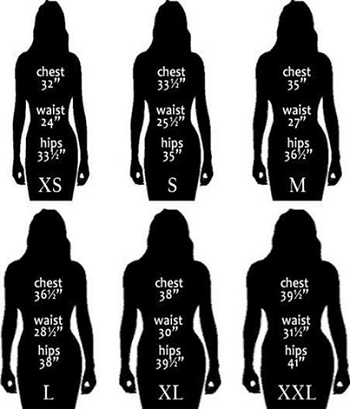 chest
32"
waist
24"
hips
33½"
XS
chest
33½"
waist
25½"
hips
35"
S
chest
35"
waist
27"
hips
36½"
M
chest
36½"
waist
28½"
hips
38"
L
chest
38"
waist
30"
hips
39½"
XL
chest
39½"
waist
31½"
hips
41"
XXL